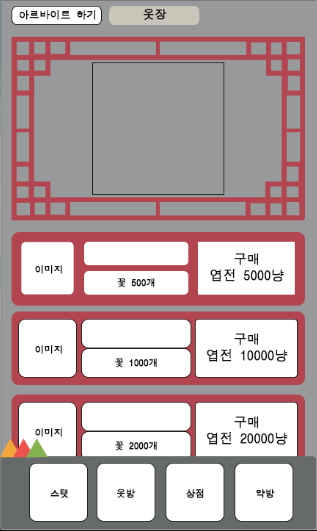 아르바이트 하기
옷장
이미지
꽃 500개
구매
엽전 5000냥
이미지
꽃 1000개
구매
엽전 10000냥
이미지
꽃 2000개
구매
엽전 20000냥
스탯
옷방
상점
약방